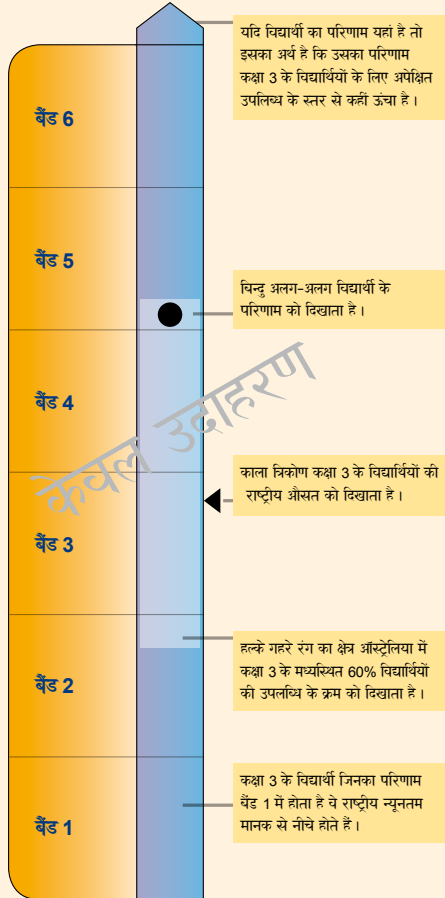 यदि विद्यार्थी का परिणाम यहां है तो
इसका अर्थ है कि उसका परिणाम
कक्षा 3 के विद्यार्थियों के लिए अपेक्षित
उपलिब्ध के स्तर से कहीं ऊंचा है।
बैंड 6
बैंड 5
बिन्दु अलग-अलग विद्यार्थी के
परिणाम को दिखाता है।
बैंड 4
केवल उदाहरण
काला त्रिकोण कक्षा 3 के विद्यार्थियों की
राष्ट्रीय औसत को दिखाता है।
बैंड 3
हल्के गहरे रंग का क्षेत्र ऑस्ट्रेलिया में
कक्षा 3 के मध्यस्थित 60% विद्यार्थियों
की उपलब्धि के क्रम को दिखाता है।
बैंड 2
कक्षा 3 के विद्यार्थी जिनका परिणाम
बैंड 1 में होता है वे राष्ट्रीय न्यूनतम
मानक से नीचे होते हैं।
बैंड 1